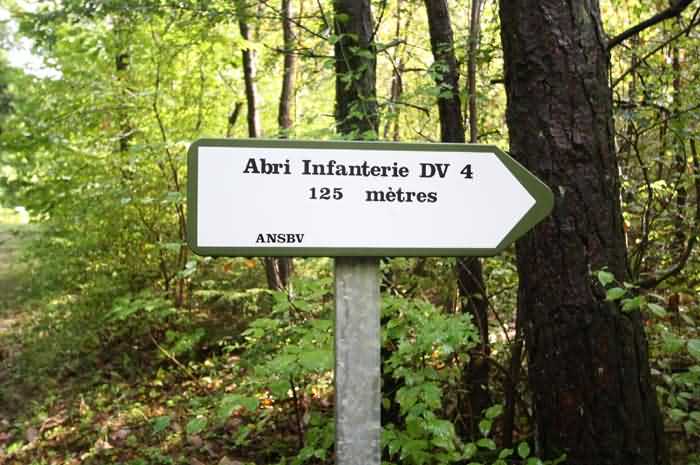 Abri Infanterie DV 4
125 mètres
ANSBV